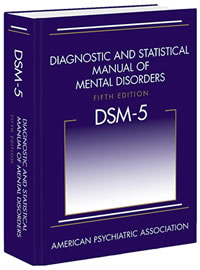 DIAGNOSTIC AND STATISTICAL
MANUAL OF
MENTAL DISORDERS
FIFTH EDITION
DSM-5
AMERICAN PSYCHIATRIC ASSOCIATION
DSM-5
DIAGNOSTIC AND STATISTICAL
MANUAL OF MENTAL DISORDERS
FIFTH EDITION